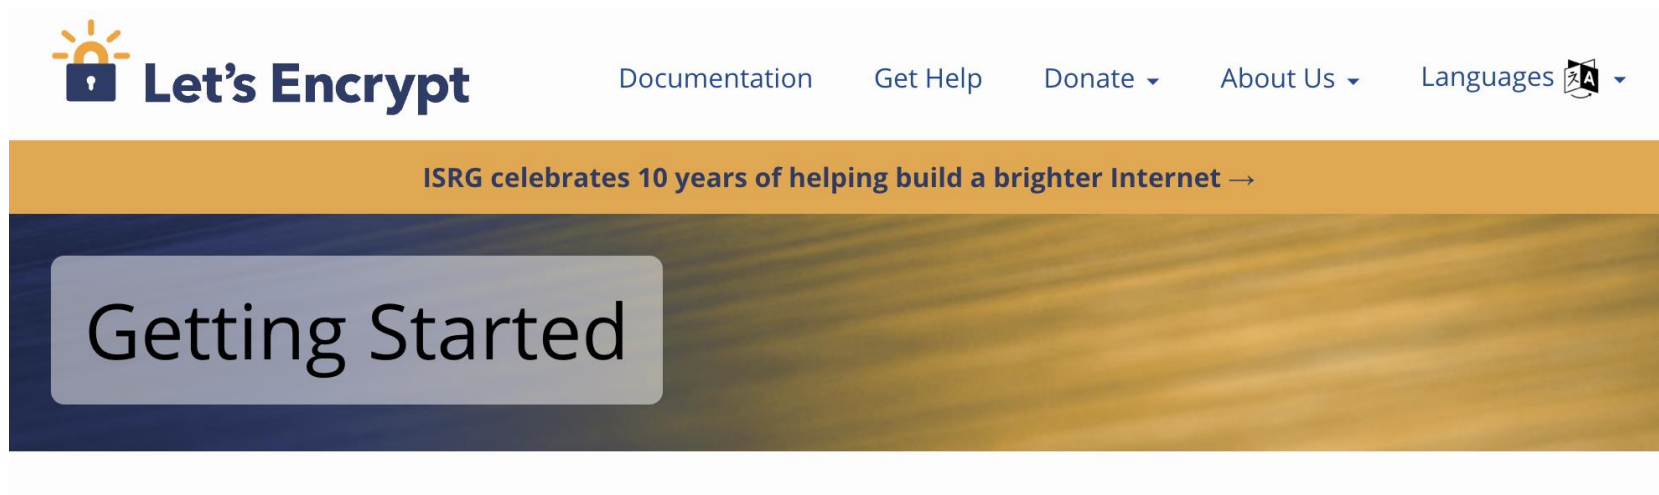 Let's Encrypt
Documentation Get Help Donate About Us Languages
ISRG celebrates 10 years of helping build a brighter Internet →
Getting Started